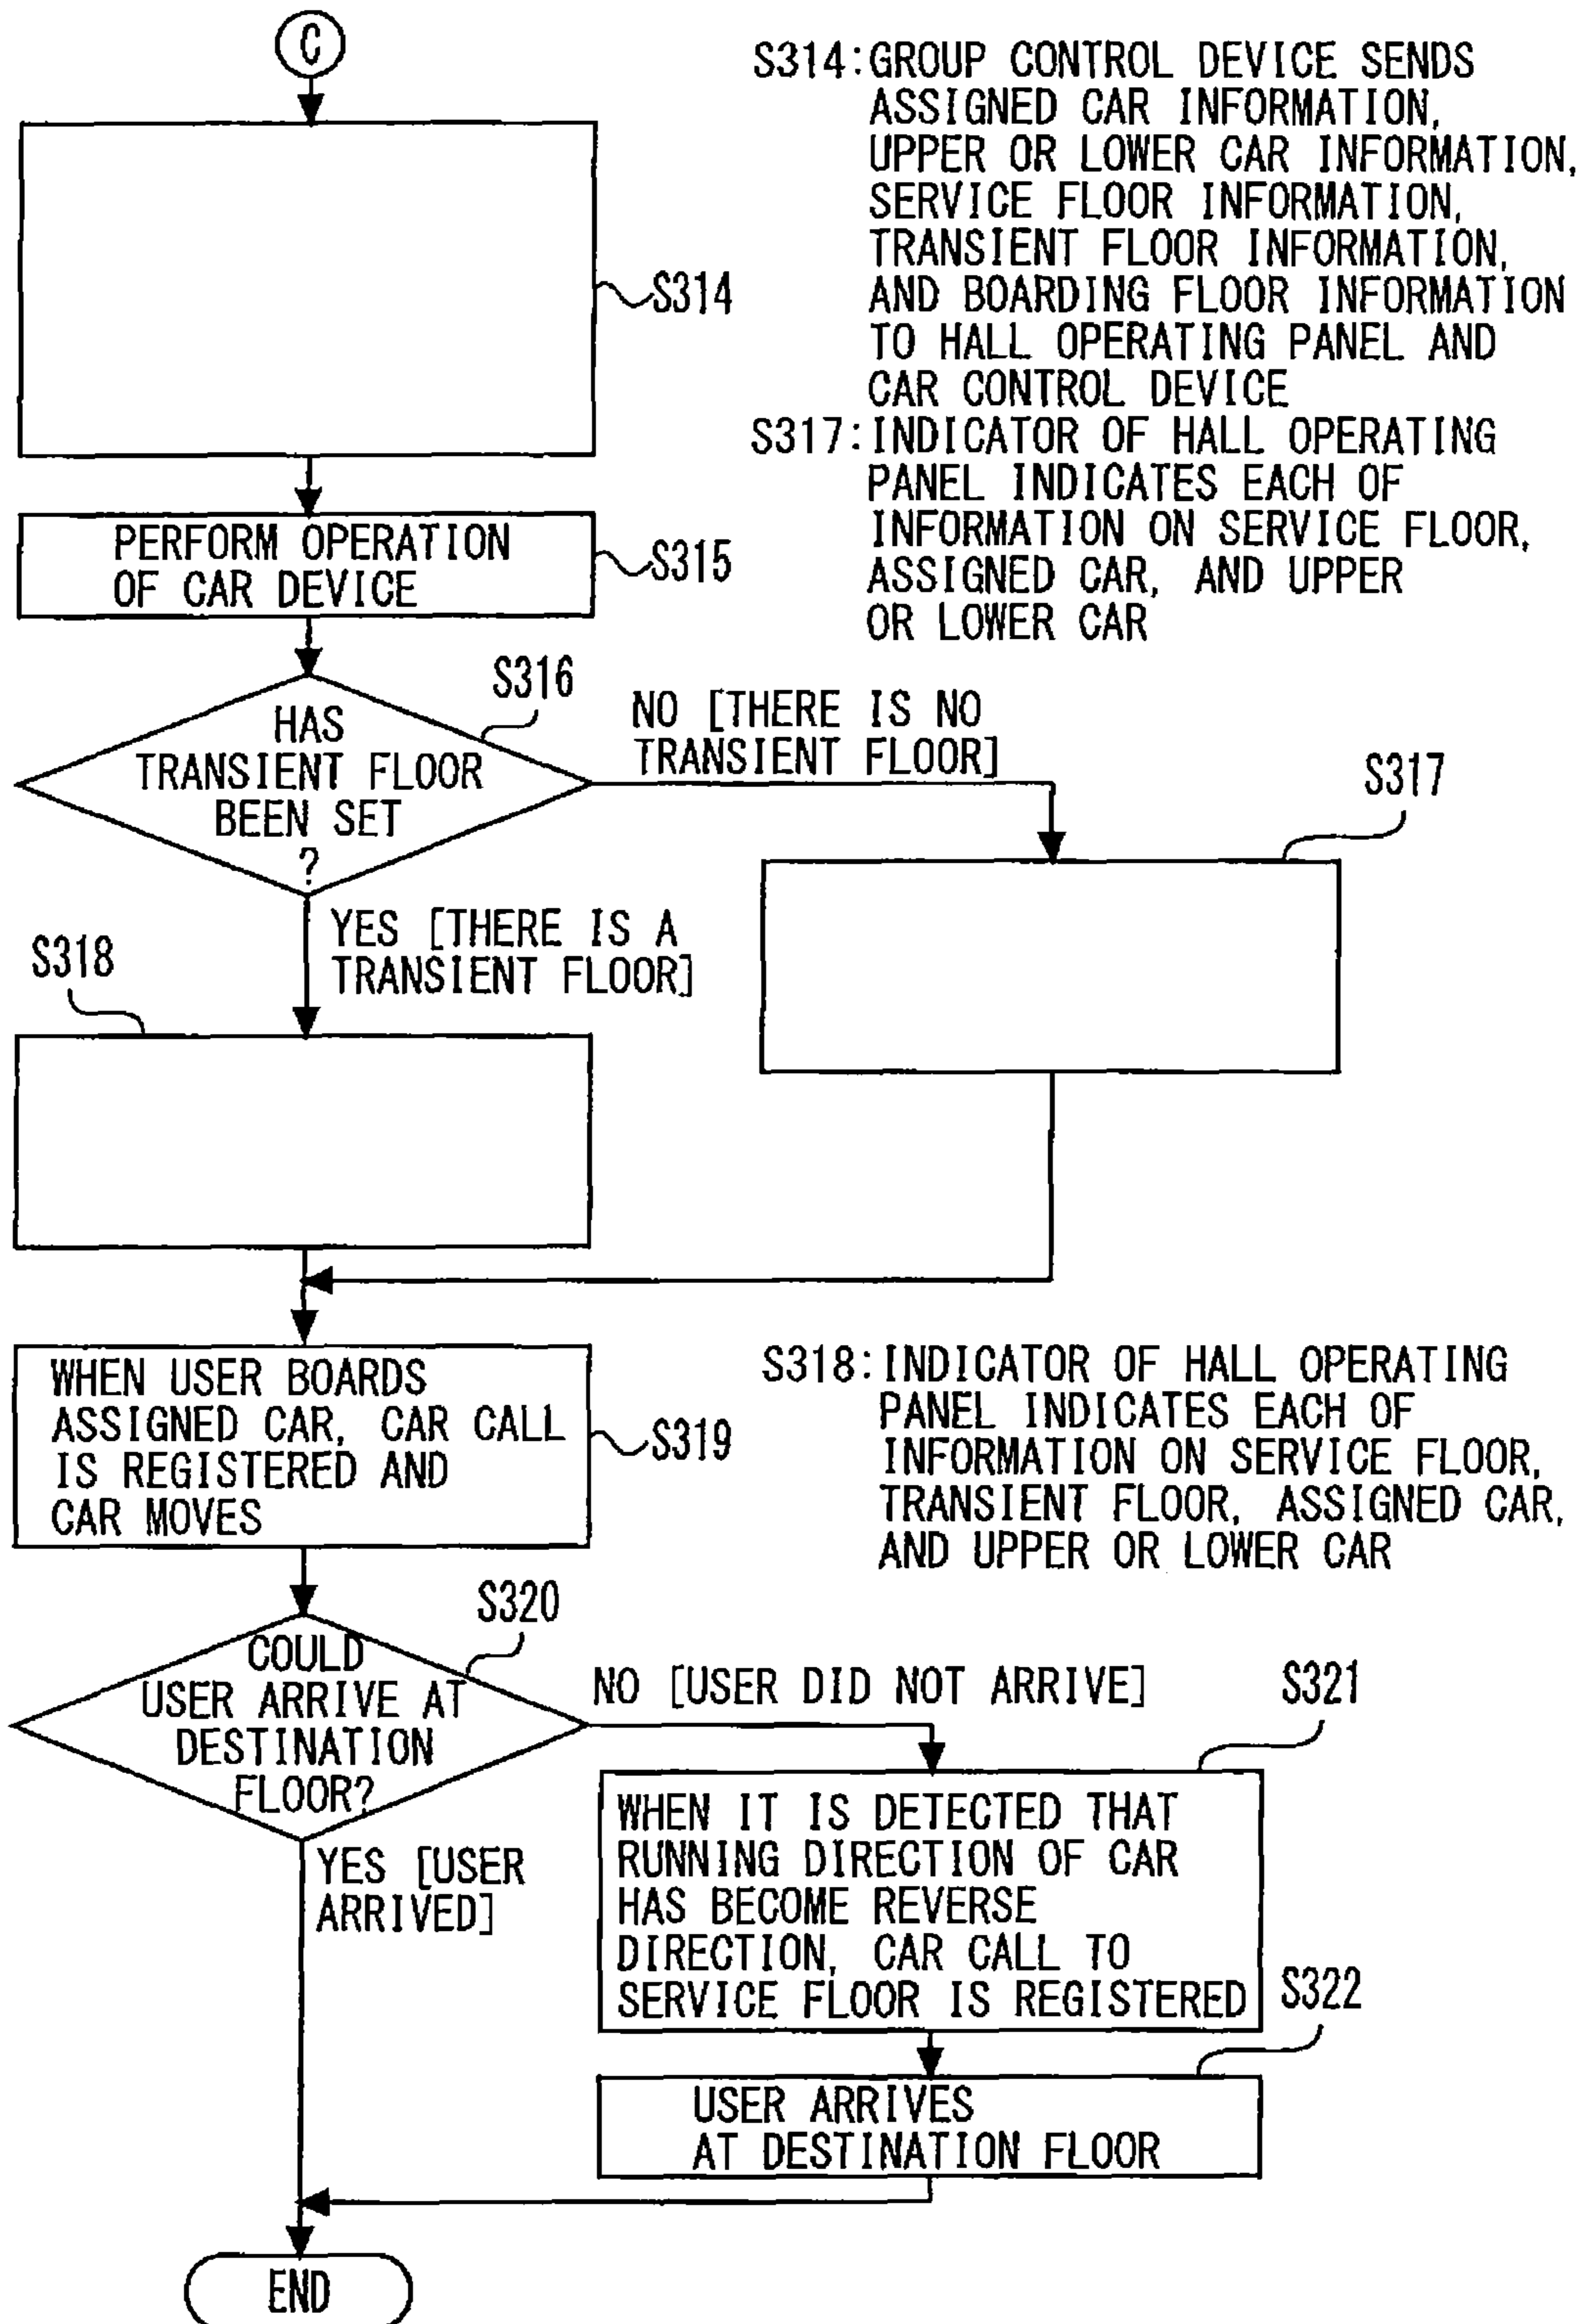 C
S314:GROUP CONTROL DEVICE SENDS
ASSIGNED CAR INFORMATION,
UPPER OR LOWER CAR INFORMATION,
SERVICE FLOOR INFORMATION,
TRANSIENT FLOOR INFORMATION,
AND BOARDING FLOOR INFORMATION
TO HALL OPERATING PANEL AND
CAR CONTROL DEVICE
S317:INDICATOR OF HALL OPERATING
PANEL INDICATES EACH OF
INFORMATION ON SERVICE FLOOR,
ASSIGNED CAR, AND UPPER
OR LOWER CAR
S314
PERFORM OPERATION
OF CAR DEVICE
S315
S316
HAS
TRANSIENT FLOOR
BEEN SET
?
NO [THERE IS NO
TRANSIENT FLOOR]
S317
YES [THERE IS A
TRANSIENT FLOOR]
S318
WHEN USER BOARDS
ASSIGNED CAR, CAR CALL
IS REGISTERED AND
CAR MOVES
S319
S318:INDICATOR OF HALL OPERATING
PANEL INDICATES EACH OF
INFORMATION ON SERVICE FLOOR,
TRANSIENT FLOOR, ASSIGNED CAR,
AND UPPER OR LOWER CAR
S320
COULD
USER ARRIVE AT
DESTINATION
FLOOR?
NO [USER DID NOT ARRIVE]
S321
YES [USER
ARRIVED]
WHEN IT IS DETECTED THAT
RUNNING DIRECTION OF CAR
HAS BECOME REVERSE
DIRECTION, CAR CALL TO
SERVICE FLOOR IS REGISTERED
S322
USER ARRIVES
AT DESTINATION FLOOR
END